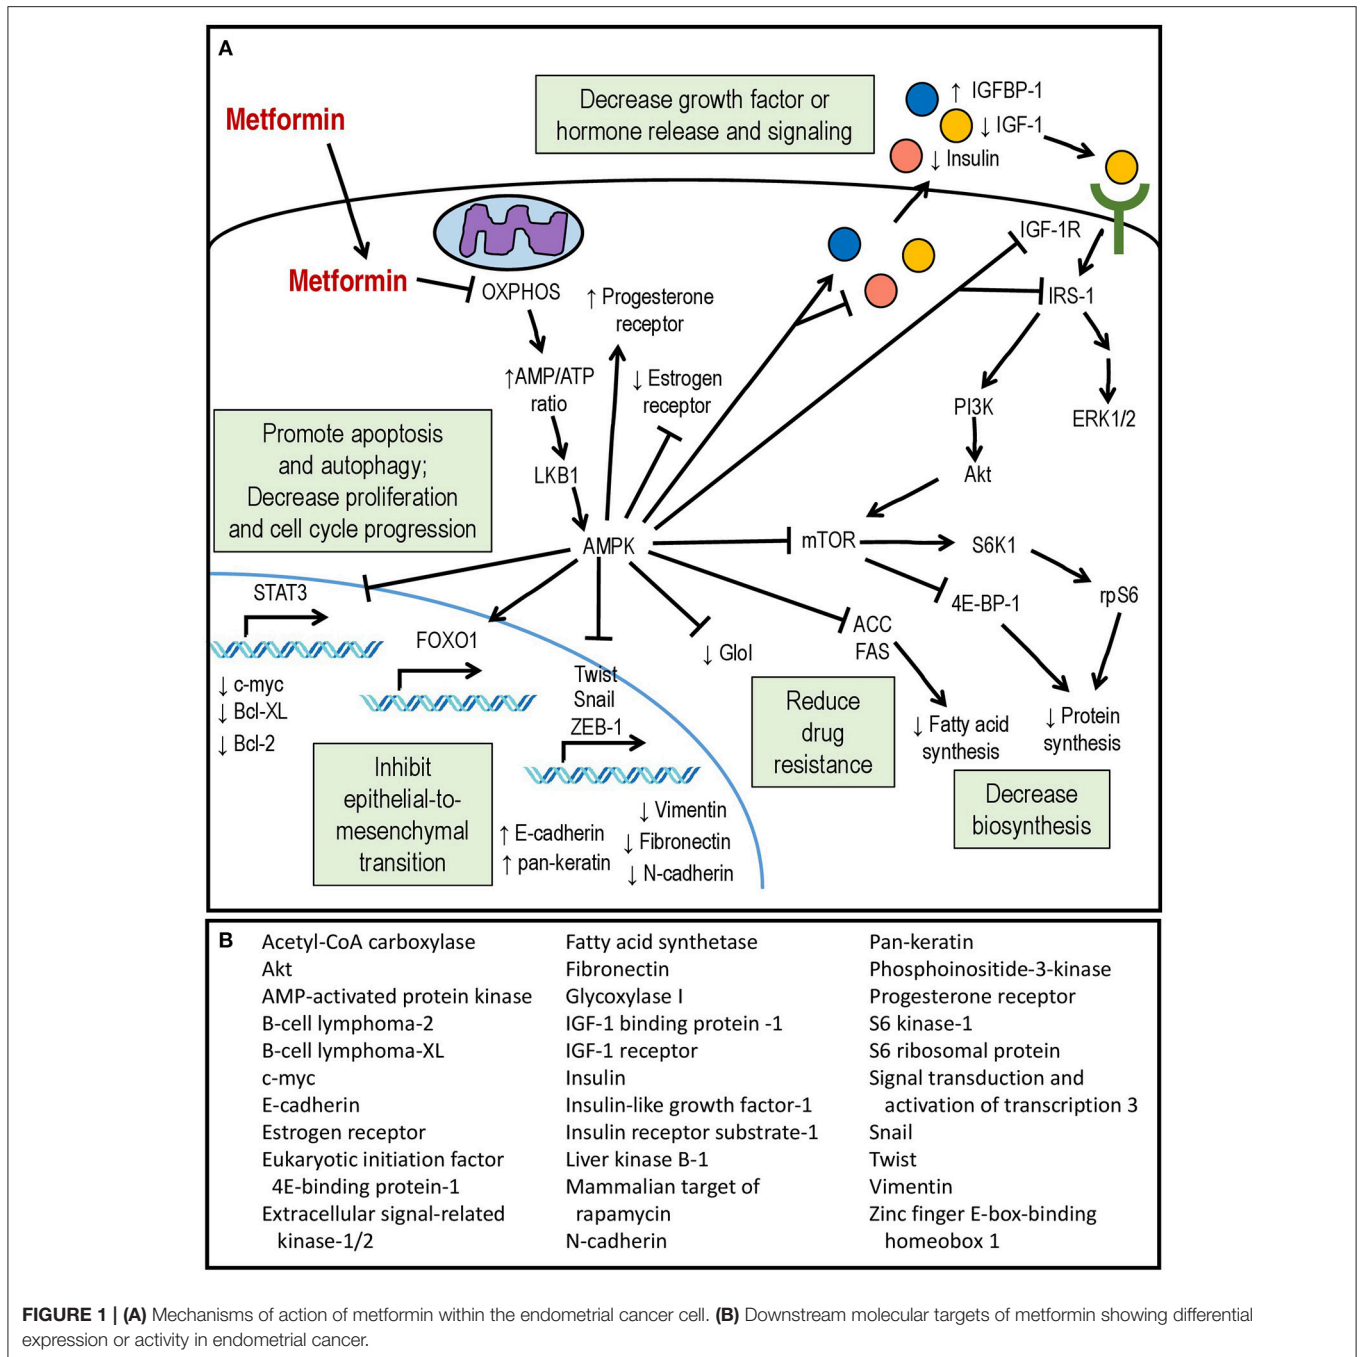 A
Metformin
Decrease growth factor or
hormone release and signaling
↑ IGFBP-1
↓ IGF-1
↓ Insulin
IGF-1R
Metformin
OXPHOS
IRS-1
↑ Progesterone
receptor
↑AMP/ATP
ratio
↓ Estrogen
receptor
PI3K
ERK1/2
Promote apoptosis
and autophagy;
Decrease proliferation
and cell cycle progression
LKB1
Akt
AMPK
mTOR
S6K1
STAT3
4E-BP-1
rpS6
FOXO1
↓ GloI
ACC
FAS
↓ c-myc
↓ Bcl-XL
↓ Bcl-2
Twist
Snail
ZEB-1
Reduce
drug
resistance
↓ Fatty acid
synthesis
↓ Protein
synthesis
Inhibit
epithelial-to-
mesenchymal
transition
Decrease
biosynthesis
↑ E-cadherin
↑ pan-keratin
↓ Vimentin
↓ Fibronectin
↓ N-cadherin
B
Acetyl-CoA carboxylase
Akt
AMP-activated protein kinase
B-cell lymphoma-2
B-cell lymphoma-XL
c-myc
E-cadherin
Estrogen receptor
Eukaryotic initiation factor
4E-binding protein-1
Extracellular signal-related
kinase-1/2
Fatty acid synthetase
Fibronectin
Glycoxylase I
IGF-1 binding protein -1
IGF-1 receptor
Insulin
Insulin-like growth factor-1
Insulin receptor substrate-1
Liver kinase B-1
Mammalian target of
rapamycin
N-cadherin
Pan-keratin
Phosphoinositide-3-kinase
Progesterone receptor
S6 kinase-1
S6 ribosomal protein
Signal transduction and
activation of transcription 3
Snail
Twist
Vimentin
Zinc finger E-box-binding
homeobox 1
FIGURE 1 | (A) Mechanisms of action of metformin within the endometrial cancer cell. (B) Downstream molecular targets of metformin showing differential
expression or activity in endometrial cancer.